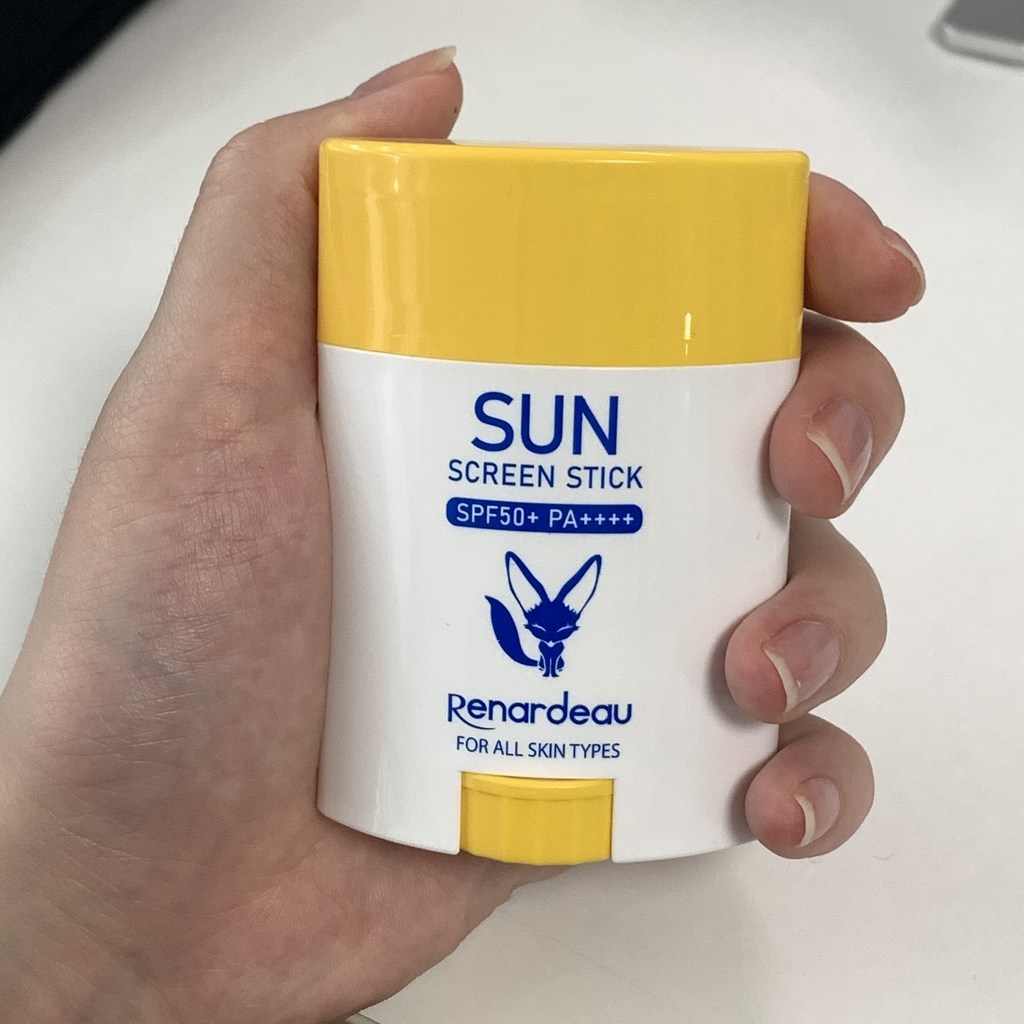 SUN
SCREEN STICK
SPF50+ PA++++
Renardeau
FOR ALL SKIN TYPES